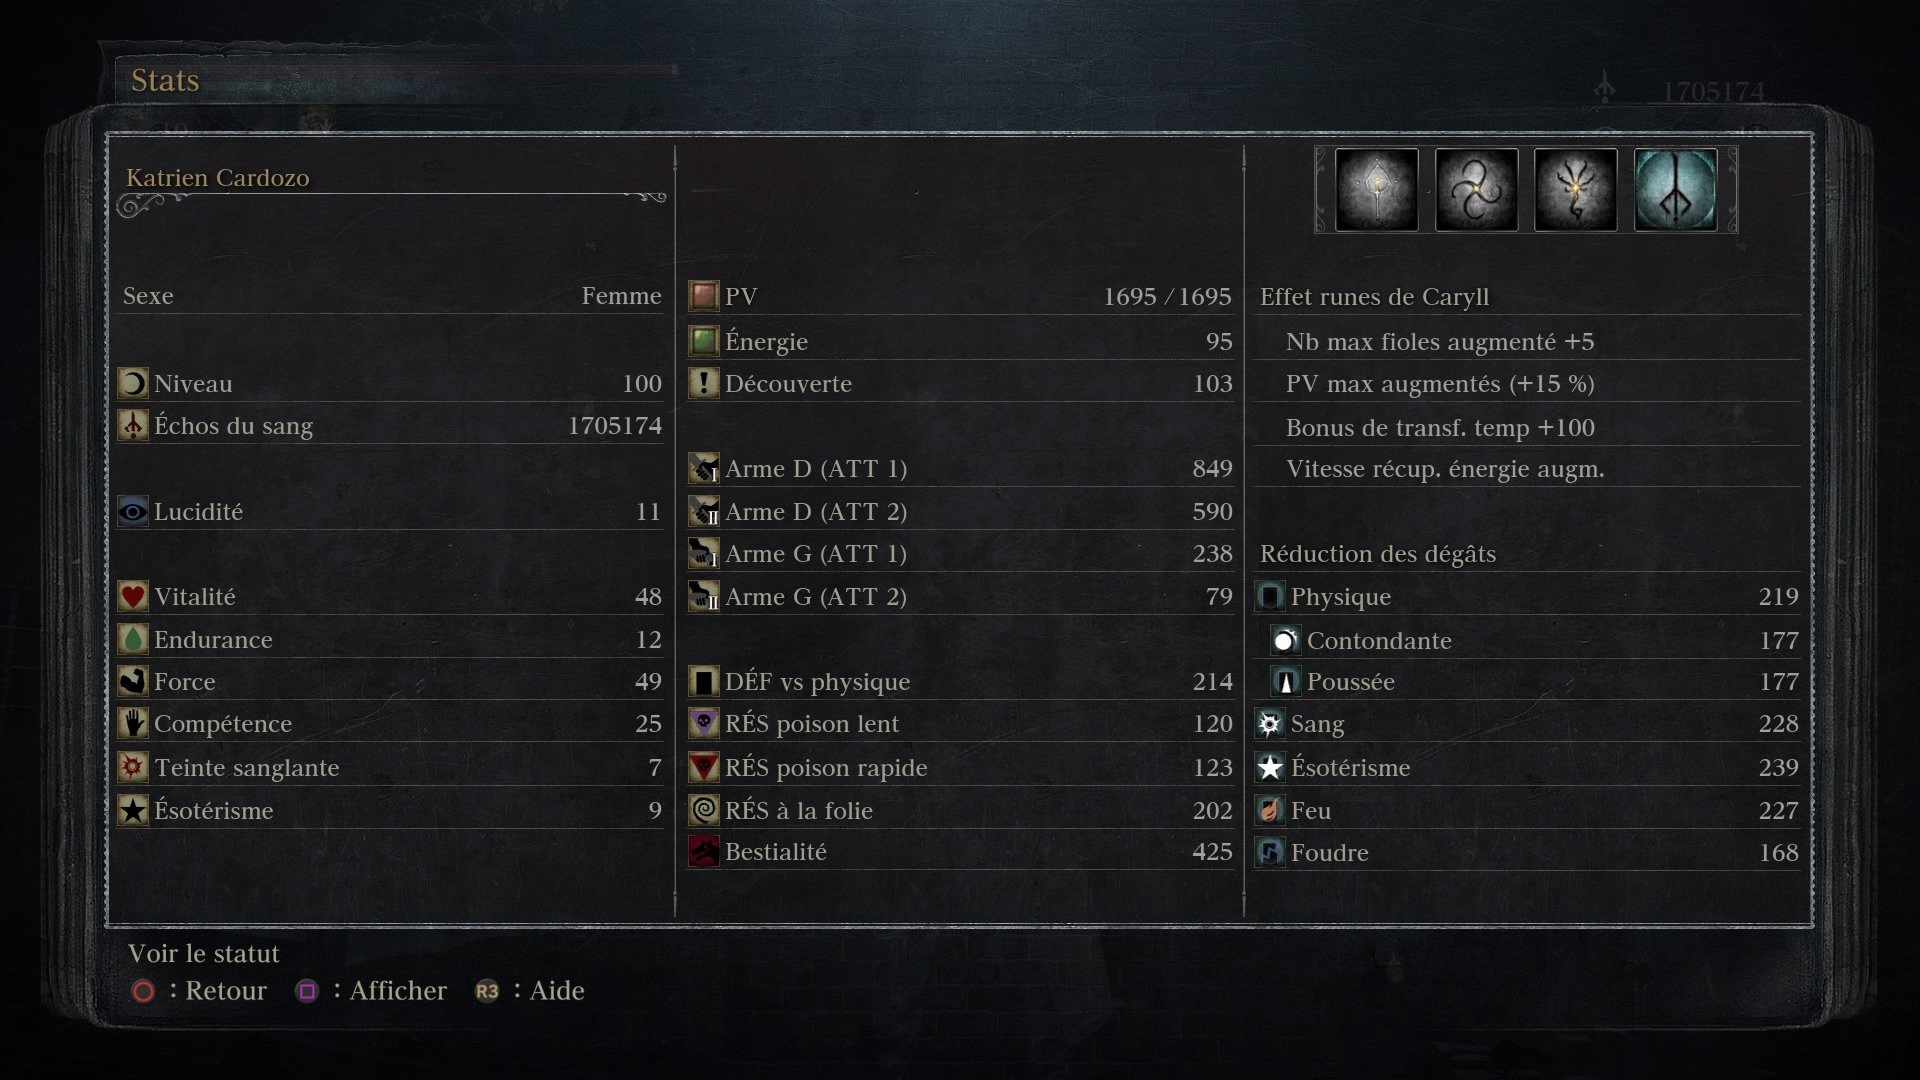 Stats
1705174
Katrien Cardozo
Sexe Femme
Niveau 100
Échos du sang 1705174
Lucidité 11
Vitalité 48
Endurance 12
Force 49
Compétence 25
Teinte sanglante 7
Ésotérisme 9
PV 1695 / 1695
Énergie 95
Découverte 103
I Arme D (ATT 1) 849
II Arme D (ATT 2) 590
I Arme G (ATT 1) 238
II Arme G (ATT 2) 79
DÉF vs physique 214
RÉS poison lent 120
RÉS poison rapide 123
RÉS à la folie 202
Bestialité 425
Effet runes de Caryll
Nb max fioles augmenté +5
PV max augmentés (+15 %)
Bonus de transf. temp +100
Vitesse récup. énergie augm.
Réduction des dégâts
Physique 219
Contondante 177
Poussée 177
Sang 228
Ésotérisme 239
Feu 227
Foudre 168
Voir le statut
: Retour : Afficher R3 : Aide